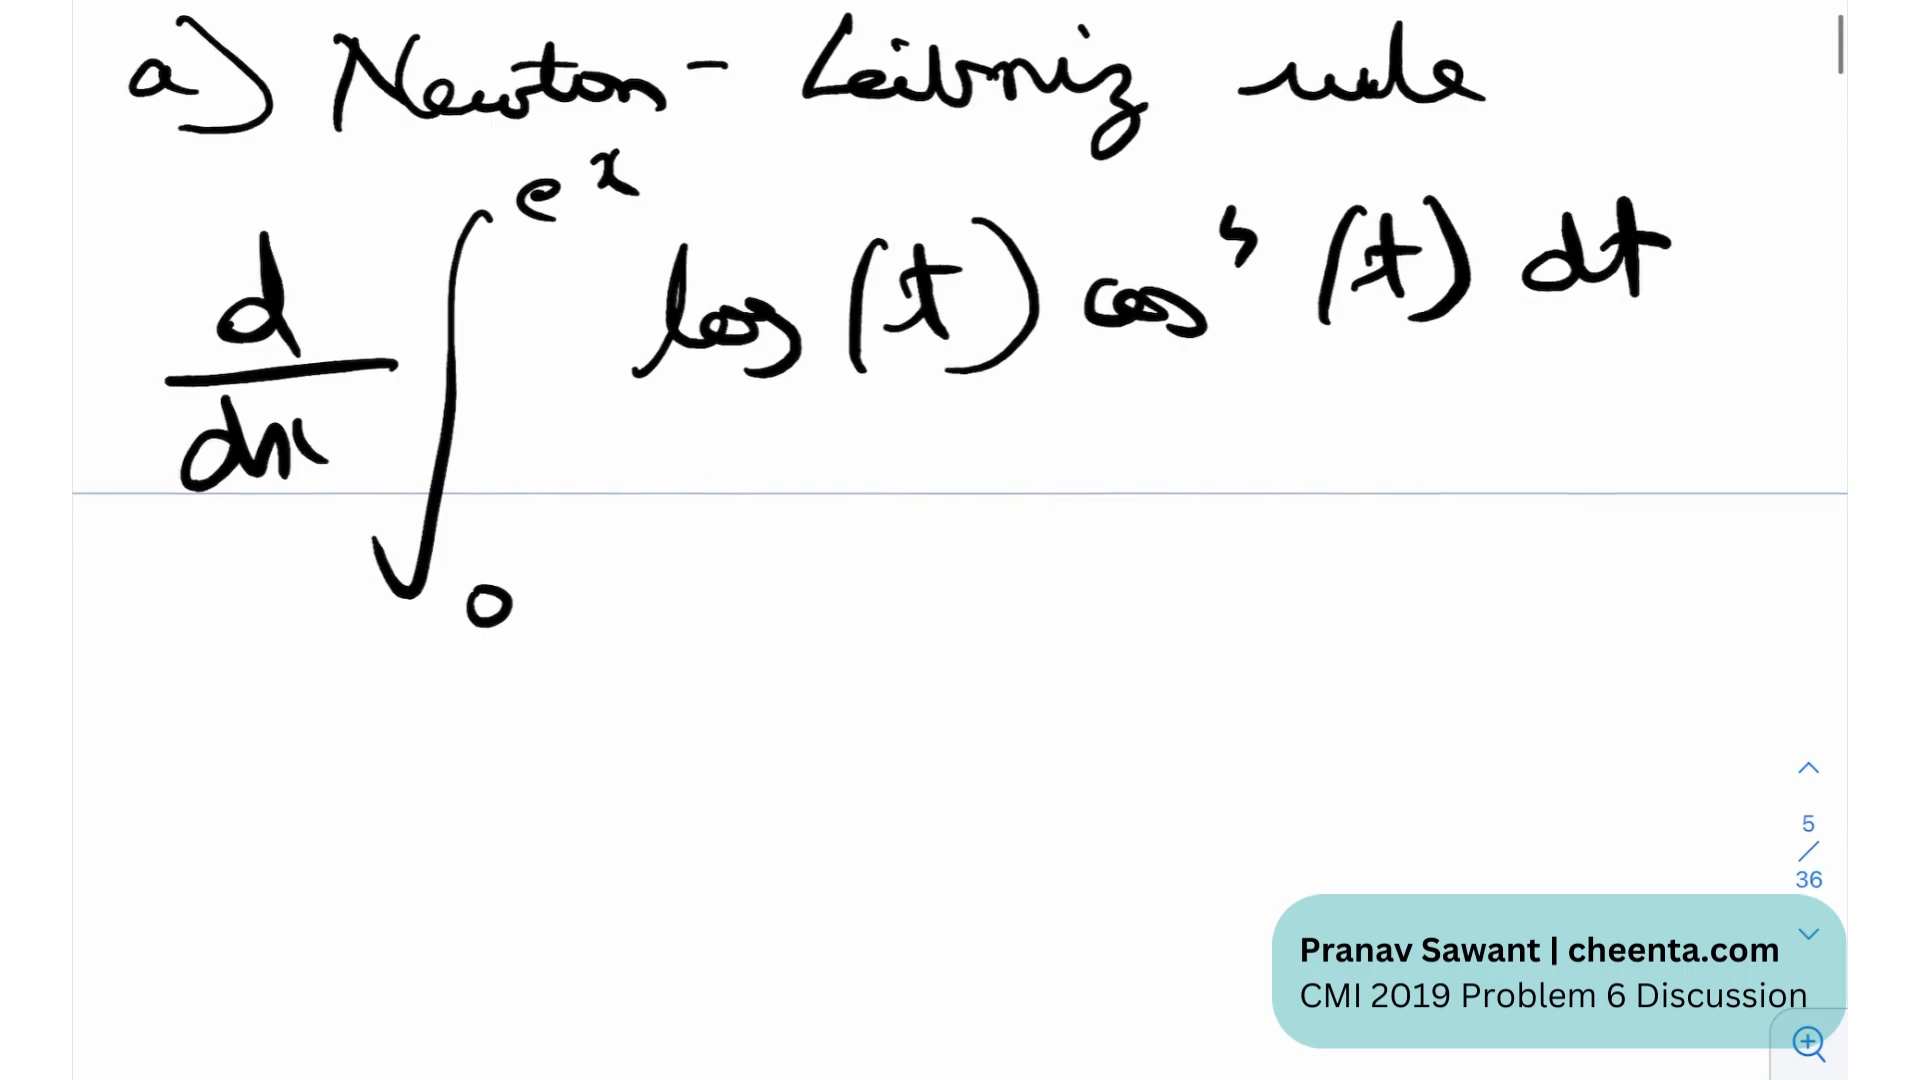 a) Newton - Leibniz rule
d/dx ∫₀^{e^x} log(t) cos⁵(t) dt
5
/
36
Pranav Sawant | cheenta.com
CMI 2019 Problem 6 Discussion